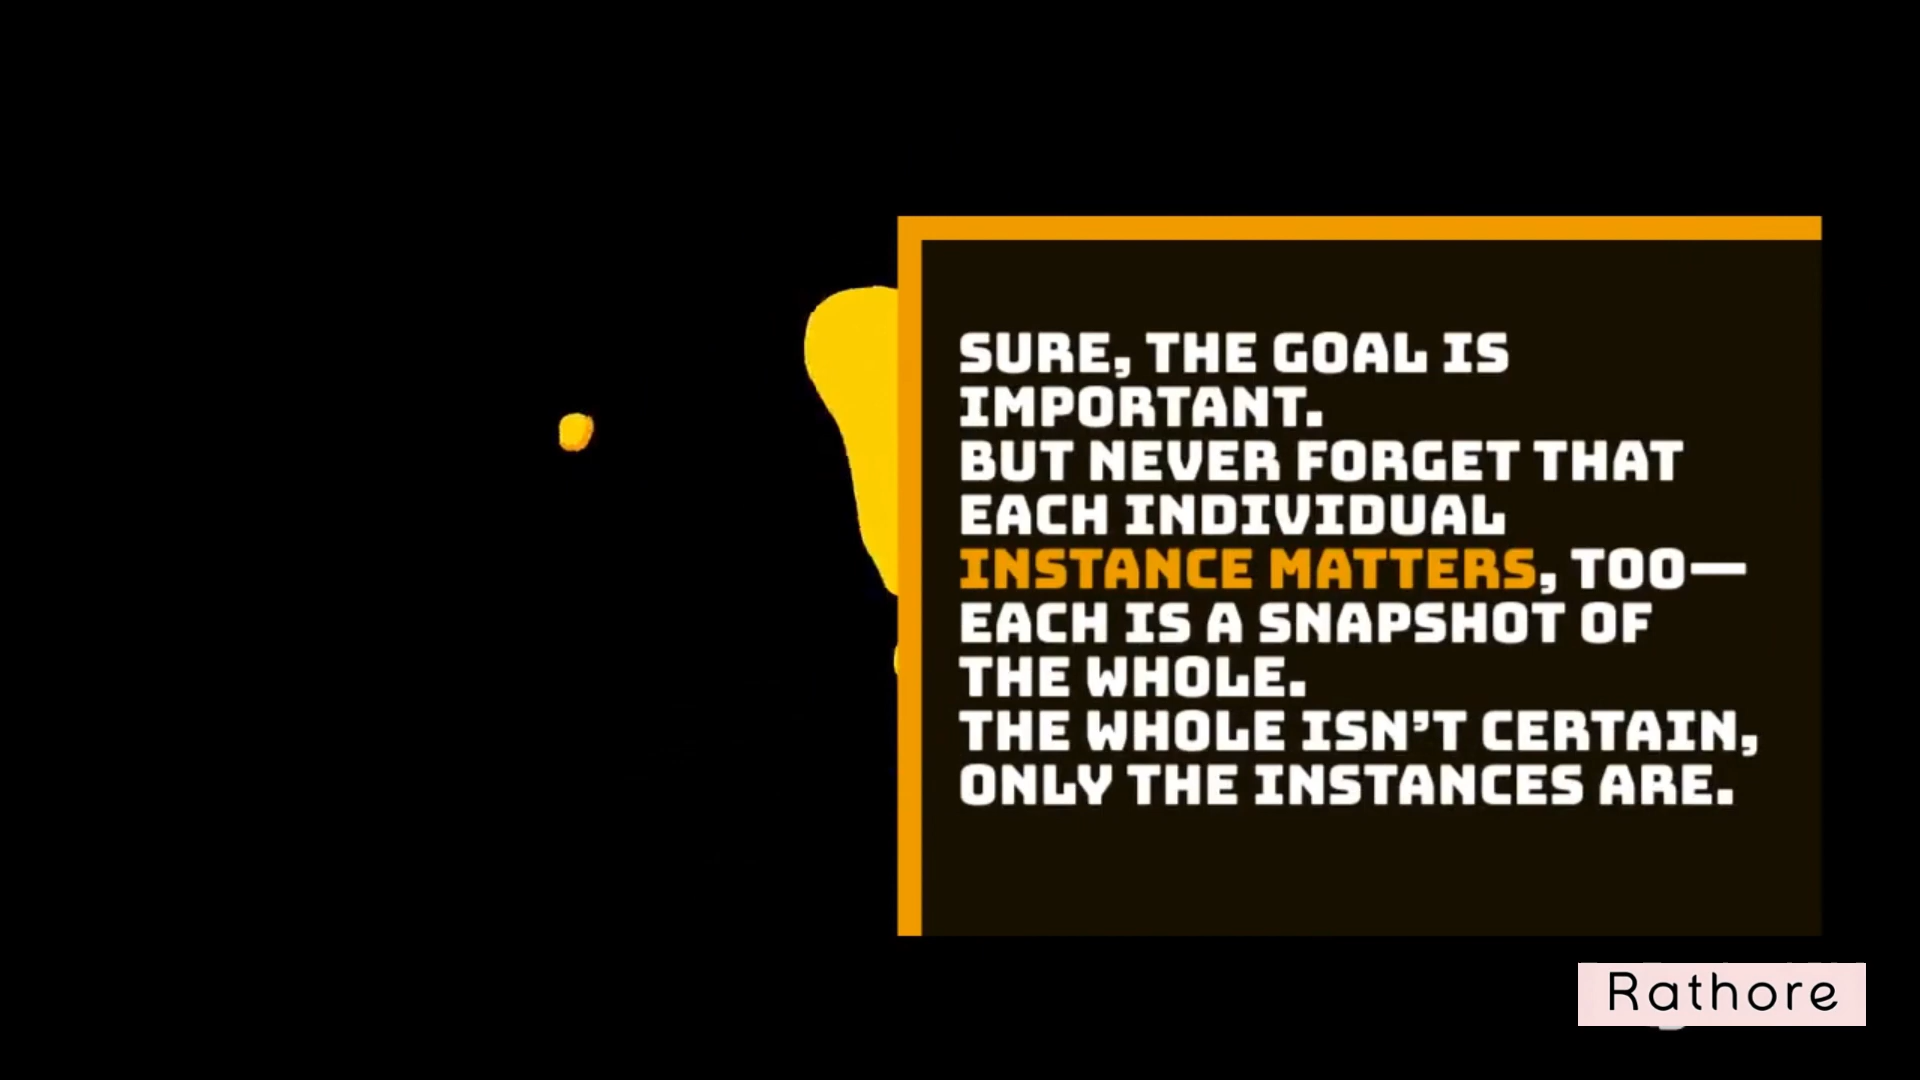 SURE, THE GOAL IS
IMPORTANT.
BUT NEVER FORGET THAT
EACH INDIVIDUAL
INSTANCE MATTERS, TOO—
EACH IS A SNAPSHOT OF
THE WHOLE.
THE WHOLE ISN’T CERTAIN,
ONLY THE INSTANCES ARE.
Rathore